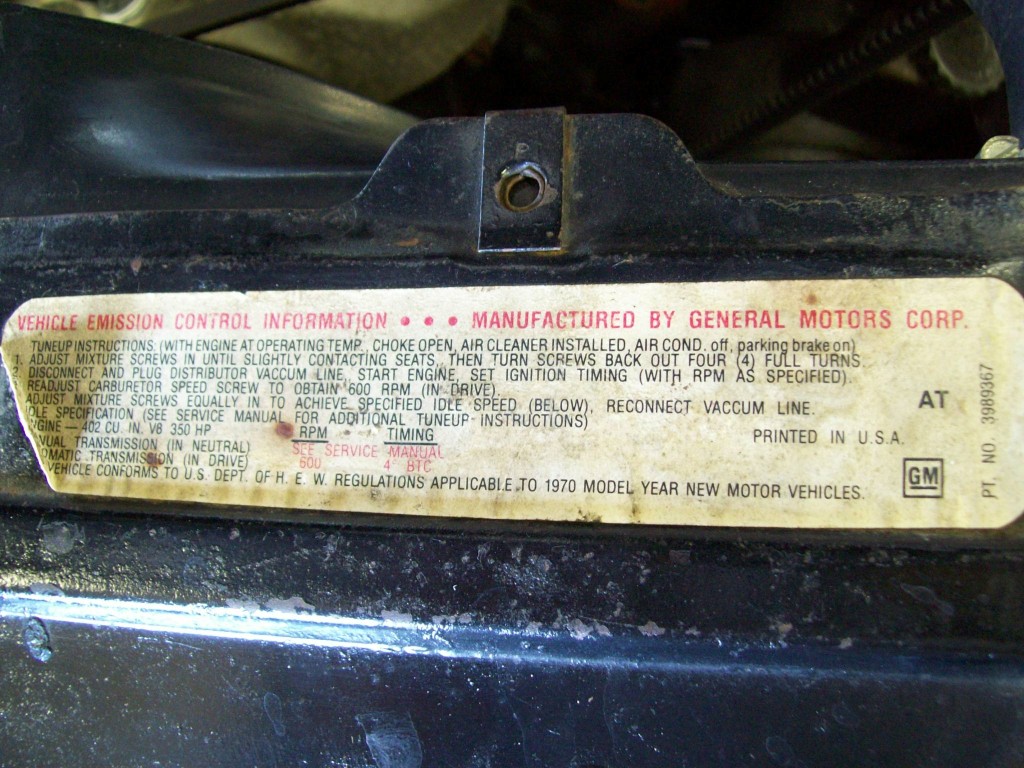 P
VEHICLE EMISSION CONTROL INFORMATION • • • MANUFACTURED BY GENERAL MOTORS CORP.
TUNEUP INSTRUCTIONS: (WITH ENGINE AT OPERATING TEMP., CHOKE OPEN, AIR CLEANER INSTALLED, AIR COND. off, parking brake on)
1. ADJUST MIXTURE SCREWS IN UNTIL SLIGHTLY CONTACTING SEATS, THEN TURN SCREWS BACK OUT FOUR (4) FULL TURNS.
2. DISCONNECT AND PLUG DISTRIBUTOR VACCUM LINE, START ENGINE, SET IGNITION TIMING (WITH RPM AS SPECIFIED).
READJUST CARBURETOR SPEED SCREW TO OBTAIN 600 RPM (IN DRIVE).
ADJUST MIXTURE SCREWS EQUALLY IN TO ACHIEVE SPECIFIED IDLE SPEED (BELOW), RECONNECT VACCUM LINE.
IDLE SPECIFICATION (SEE SERVICE MANUAL FOR ADDITIONAL TUNEUP INSTRUCTIONS)
NGINE — 402 CU. IN. V8 350 HP
RPM TIMING
NUAL TRANSMISSION (IN NEUTRAL) SEE SERVICE MANUAL
OMATIC TRANSMISSION (IN DRIVE) 600 4° BTC
VEHICLE CONFORMS TO U.S. DEPT. OF H. E. W. REGULATIONS APPLICABLE TO 1970 MODEL YEAR NEW MOTOR VEHICLES.
AT
PRINTED IN U.S.A.
GM
PT. NO. 3989367